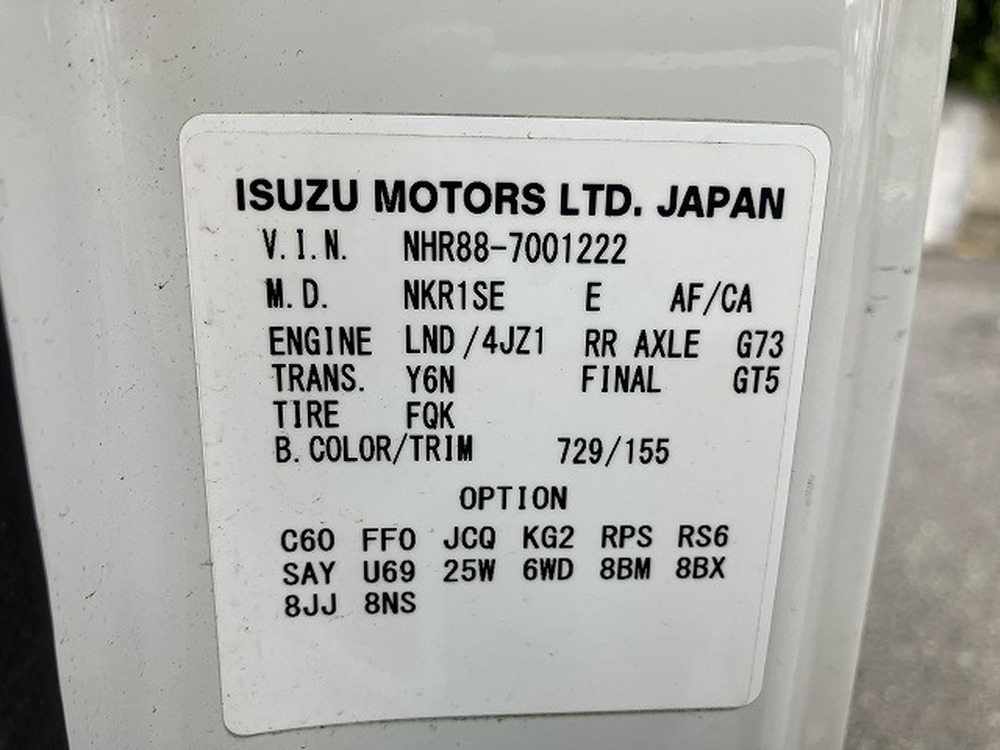 ISUZU MOTORS LTD. JAPAN
V.I.N. NHR88-7001222
M.D. NKR1SE E AF/CA
ENGINE LND/4JZ1 RR AXLE G73
TRANS. Y6N FINAL GT5
TIRE FQK
B.COLOR/TRIM 729/155
OPTION
C60 FF0 JCQ KG2 RPS RS6
SAY U69 25W 6WD 8BM 8BX
8JJ 8NS